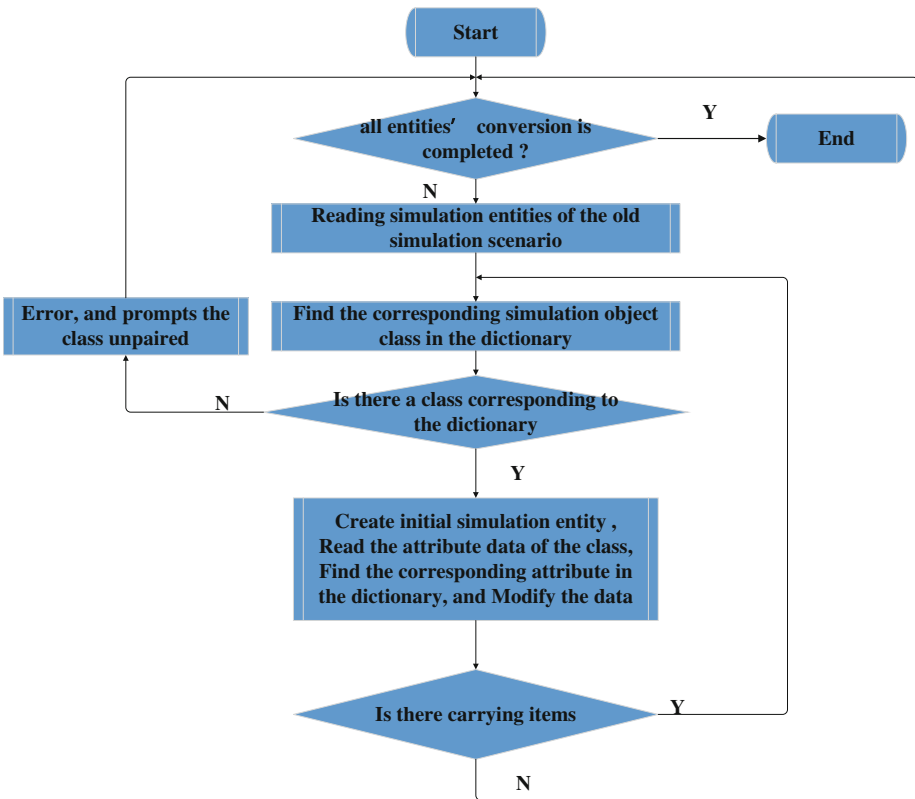 Start
all entities′ conversion is
completed ?
Y
End
N
Reading simulation entities of the old
simulation scenario
Error, and prompts the
class unpaired
Find the corresponding simulation object
class in the dictionary
N
Is there a class corresponding to
the dictionary
Y
Create initial simulation entity ,
Read the attribute data of the class,
Find the corresponding attribute in
the dictionary, and Modify the data
Is there carrying items
Y
N